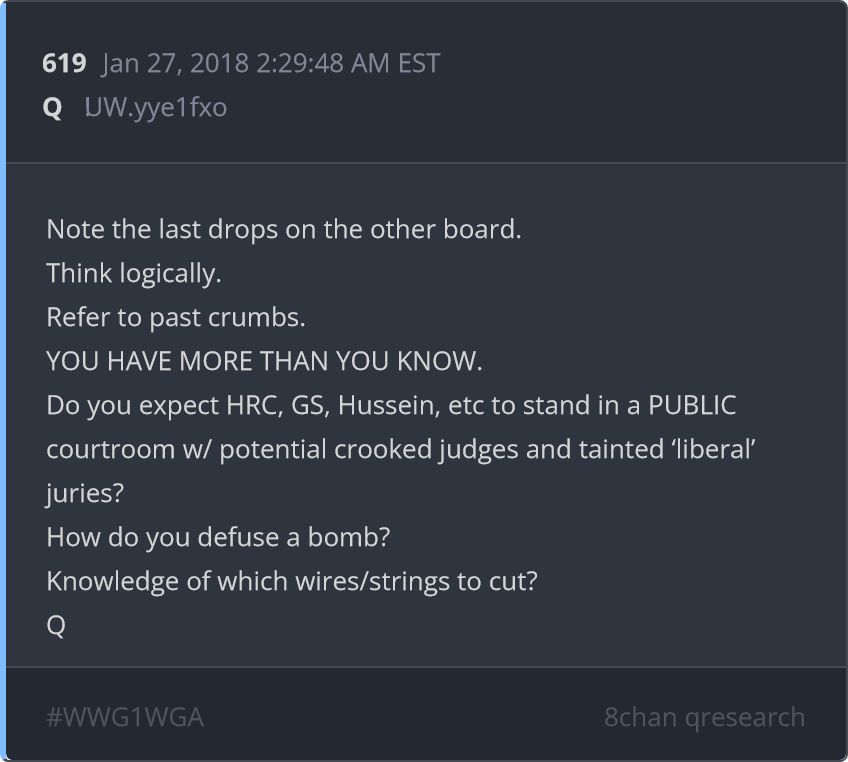 619 Jan 27, 2018 2:29:48 AM EST
Q UW.yye1fxo
Note the last drops on the other board.
Think logically.
Refer to past crumbs.
YOU HAVE MORE THAN YOU KNOW.
Do you expect HRC, GS, Hussein, etc to stand in a PUBLIC
courtroom w/ potential crooked judges and tainted ‘liberal’
juries?
How do you defuse a bomb?
Knowledge of which wires/strings to cut?
Q
#WWG1WGA 8chan qresearch